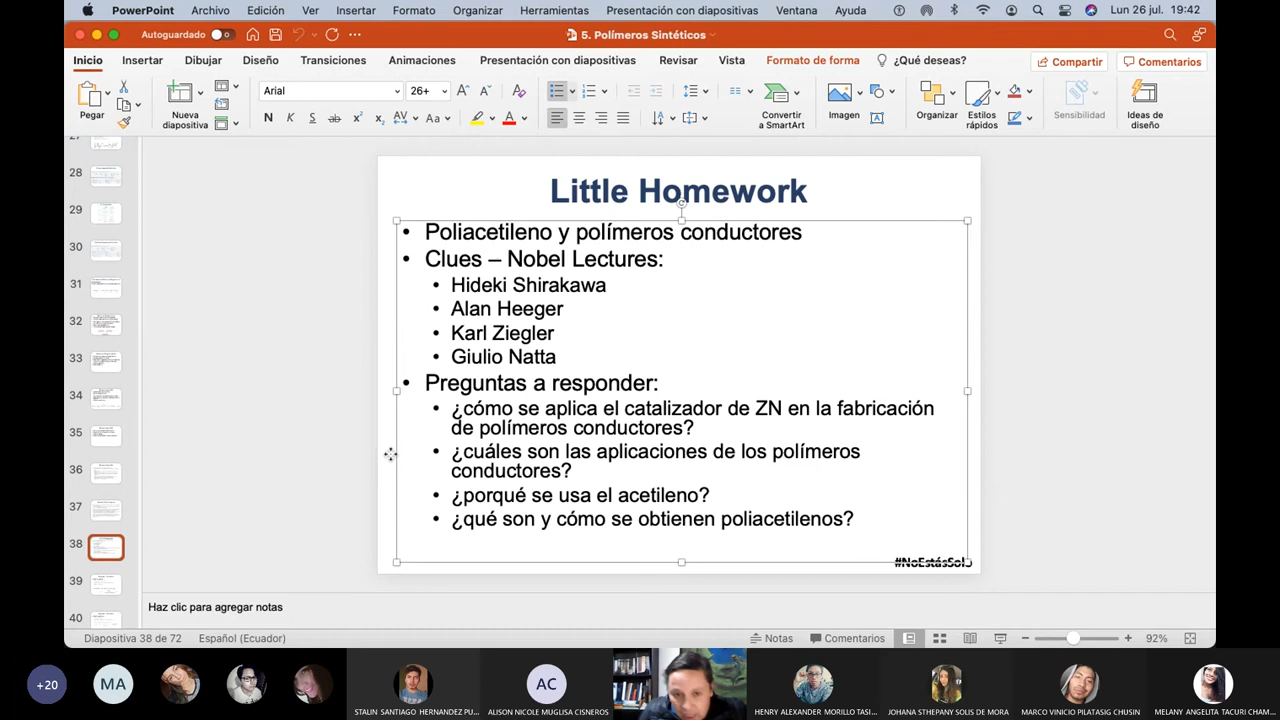 PowerPoint Archivo Edición Ver Insertar Formato Organizar Herramientas Presentación con diapositivas Ventana Ayuda Lun 26 jul. 19:42
Autoguardado 5. Polímeros Sintéticos
Inicio Insertar Dibujar Diseño Transiciones Animaciones Presentación con diapositivas Revisar Vista Formato de forma ¿Qué deseas? Compartir Comentarios
Pegar
Nueva
diapositiva
Arial 26+
Convertir
a SmartArt
Imagen
Organizar
Estilos
rápidos
Sensibilidad
Ideas de
diseño
28
29
30
31
32
33
34
35
36
37
38
39
40
Little Homework
• Poliacetileno y polímeros conductores
• Clues – Nobel Lectures:
• Hideki Shirakawa
• Alan Heeger
• Karl Ziegler
• Giulio Natta
• Preguntas a responder:
• ¿cómo se aplica el catalizador de ZN en la fabricación
de polímeros conductores?
• ¿cuáles son las aplicaciones de los polímeros
conductores?
• ¿porqué se usa el acetileno?
• ¿qué son y cómo se obtienen poliacetilenos?
#NoEstásSolo
Haz clic para agregar notas
Diapositiva 38 de 72 Español (Ecuador) Notas Comentarios 92%
+20 MA AC
STALIN SANTIAGO HERNANDEZ PU... ALISON NICOLE MUGLISA CISNEROS HENRY ALEXANDER MORILLO TASI... JOHANA STHEPANY SOLIS DE MORA MARCO VINICIO PILATASIG CHUSIN MELANY ANGELITA TACURI CHAM...